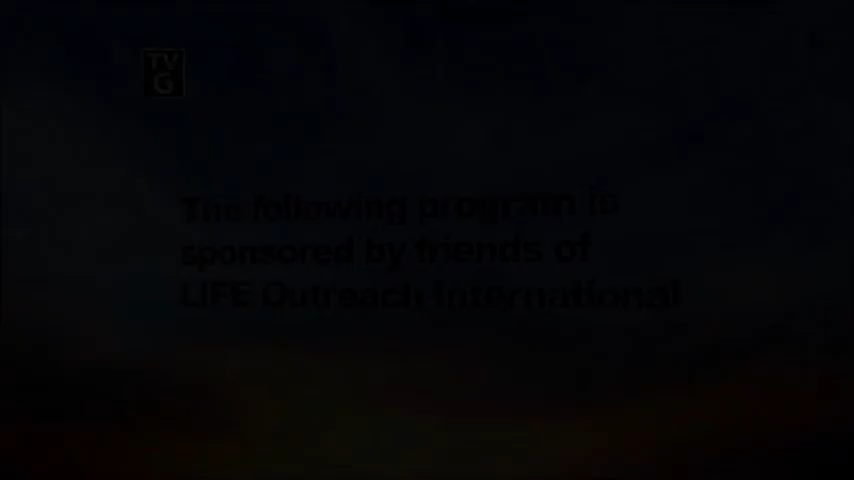 TV
G
The following program is
sponsored by friends of
LIFE Outreach International